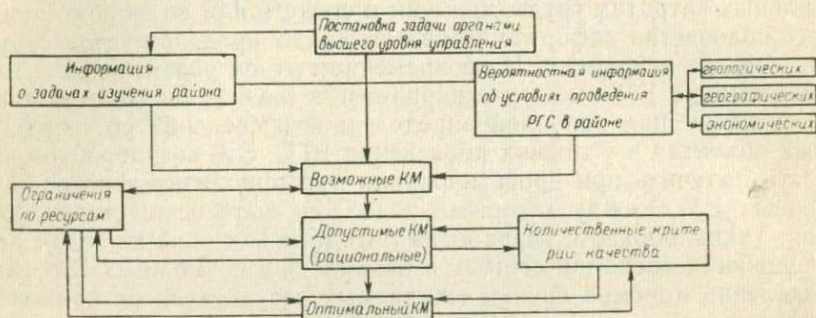 Постановка задачи органами
высшего уровня управления
Информация
о задачах изучения района
Вероятностная информация
об условиях проведения
РГС в районе
геологических
географических
экономических
Возможные КМ
Ограничения
по ресурсам
Допустимые КМ
(рациональные)
Количественные крите
рии качества
Оптимальный КМ